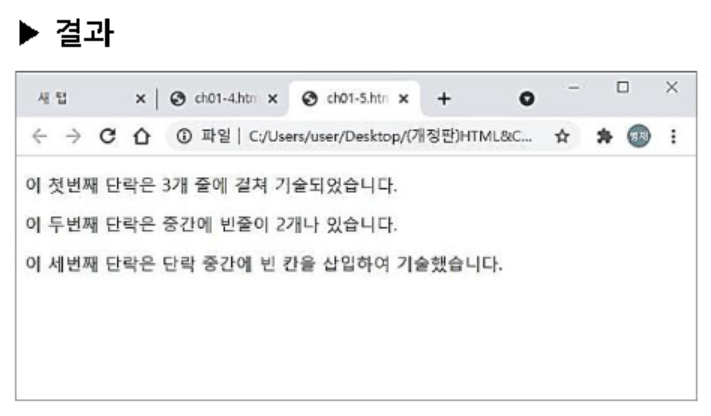 ▶ 결과
새 탭
ch01-4.htm
ch01-5.htn
파일 | C:/Users/user/Desktop/(개정판)HTML&C...
이 첫번째 단락은 3개 줄에 걸쳐 기술되었습니다.
이 두번째 단락은 중간에 빈줄이 2개나 있습니다.
이 세번째 단락은 단락 중간에 빈 칸을 삽입하여 기술했습니다.